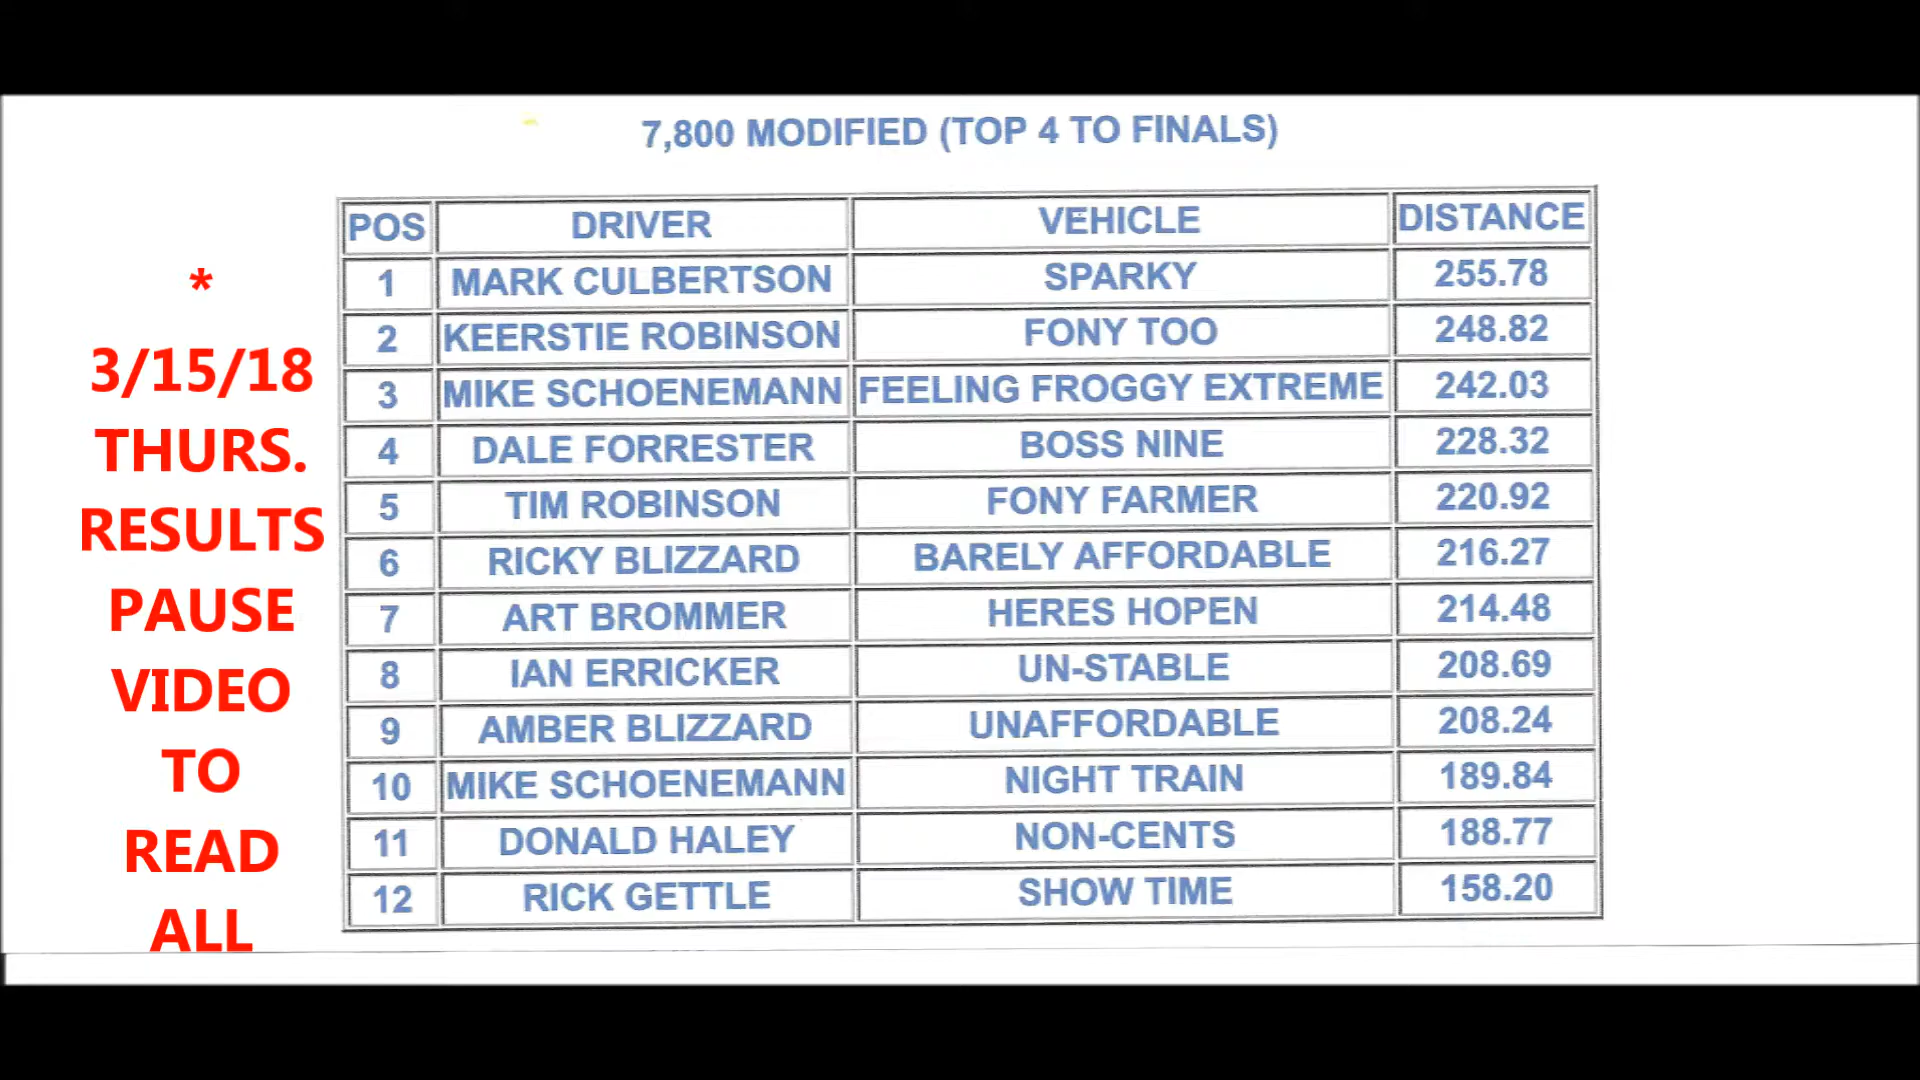 7,800 MODIFIED (TOP 4 TO FINALS)
POS DRIVER VEHICLE DISTANCE
1 MARK CULBERTSON SPARKY 255.78
2 KEERSTIE ROBINSON FONY TOO 248.82
3 MIKE SCHOENEMANN FEELING FROGGY EXTREME 242.03
4 DALE FORRESTER BOSS NINE 228.32
5 TIM ROBINSON FONY FARMER 220.92
6 RICKY BLIZZARD BARELY AFFORDABLE 216.27
7 ART BROMMER HERES HOPEN 214.48
8 IAN ERRICKER UN-STABLE 208.69
9 AMBER BLIZZARD UNAFFORDABLE 208.24
10 MIKE SCHOENEMANN NIGHT TRAIN 189.84
11 DONALD HALEY NON-CENTS 188.77
12 RICK GETTLE SHOW TIME 158.20
*
3/15/18
THURS.
RESULTS
PAUSE
VIDEO
TO
READ
ALL